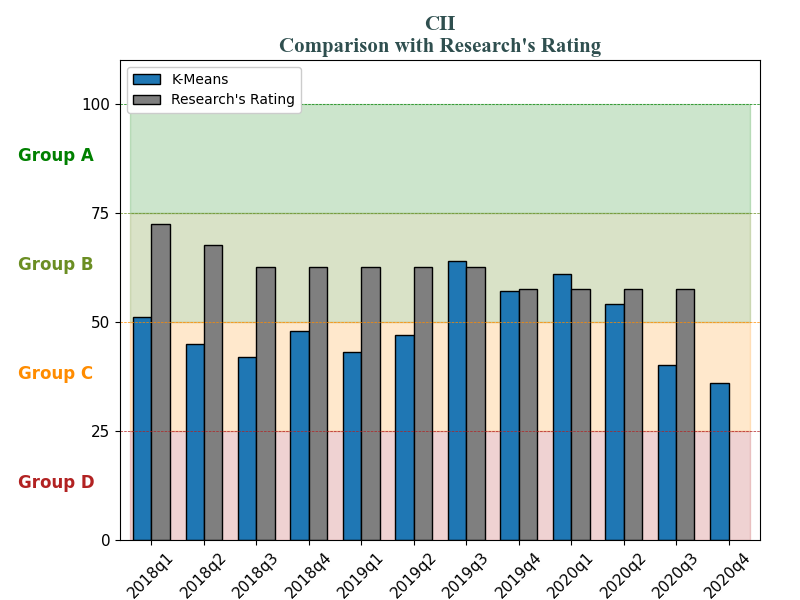 CII
Comparison with Research's Rating
K-Means
Research's Rating
100
Group A
75
Group B
50
Group C
25
Group D
0
2018q1 2018q2 2018q3 2018q4 2019q1 2019q2 2019q3 2019q4 2020q1 2020q2 2020q3 2020q4